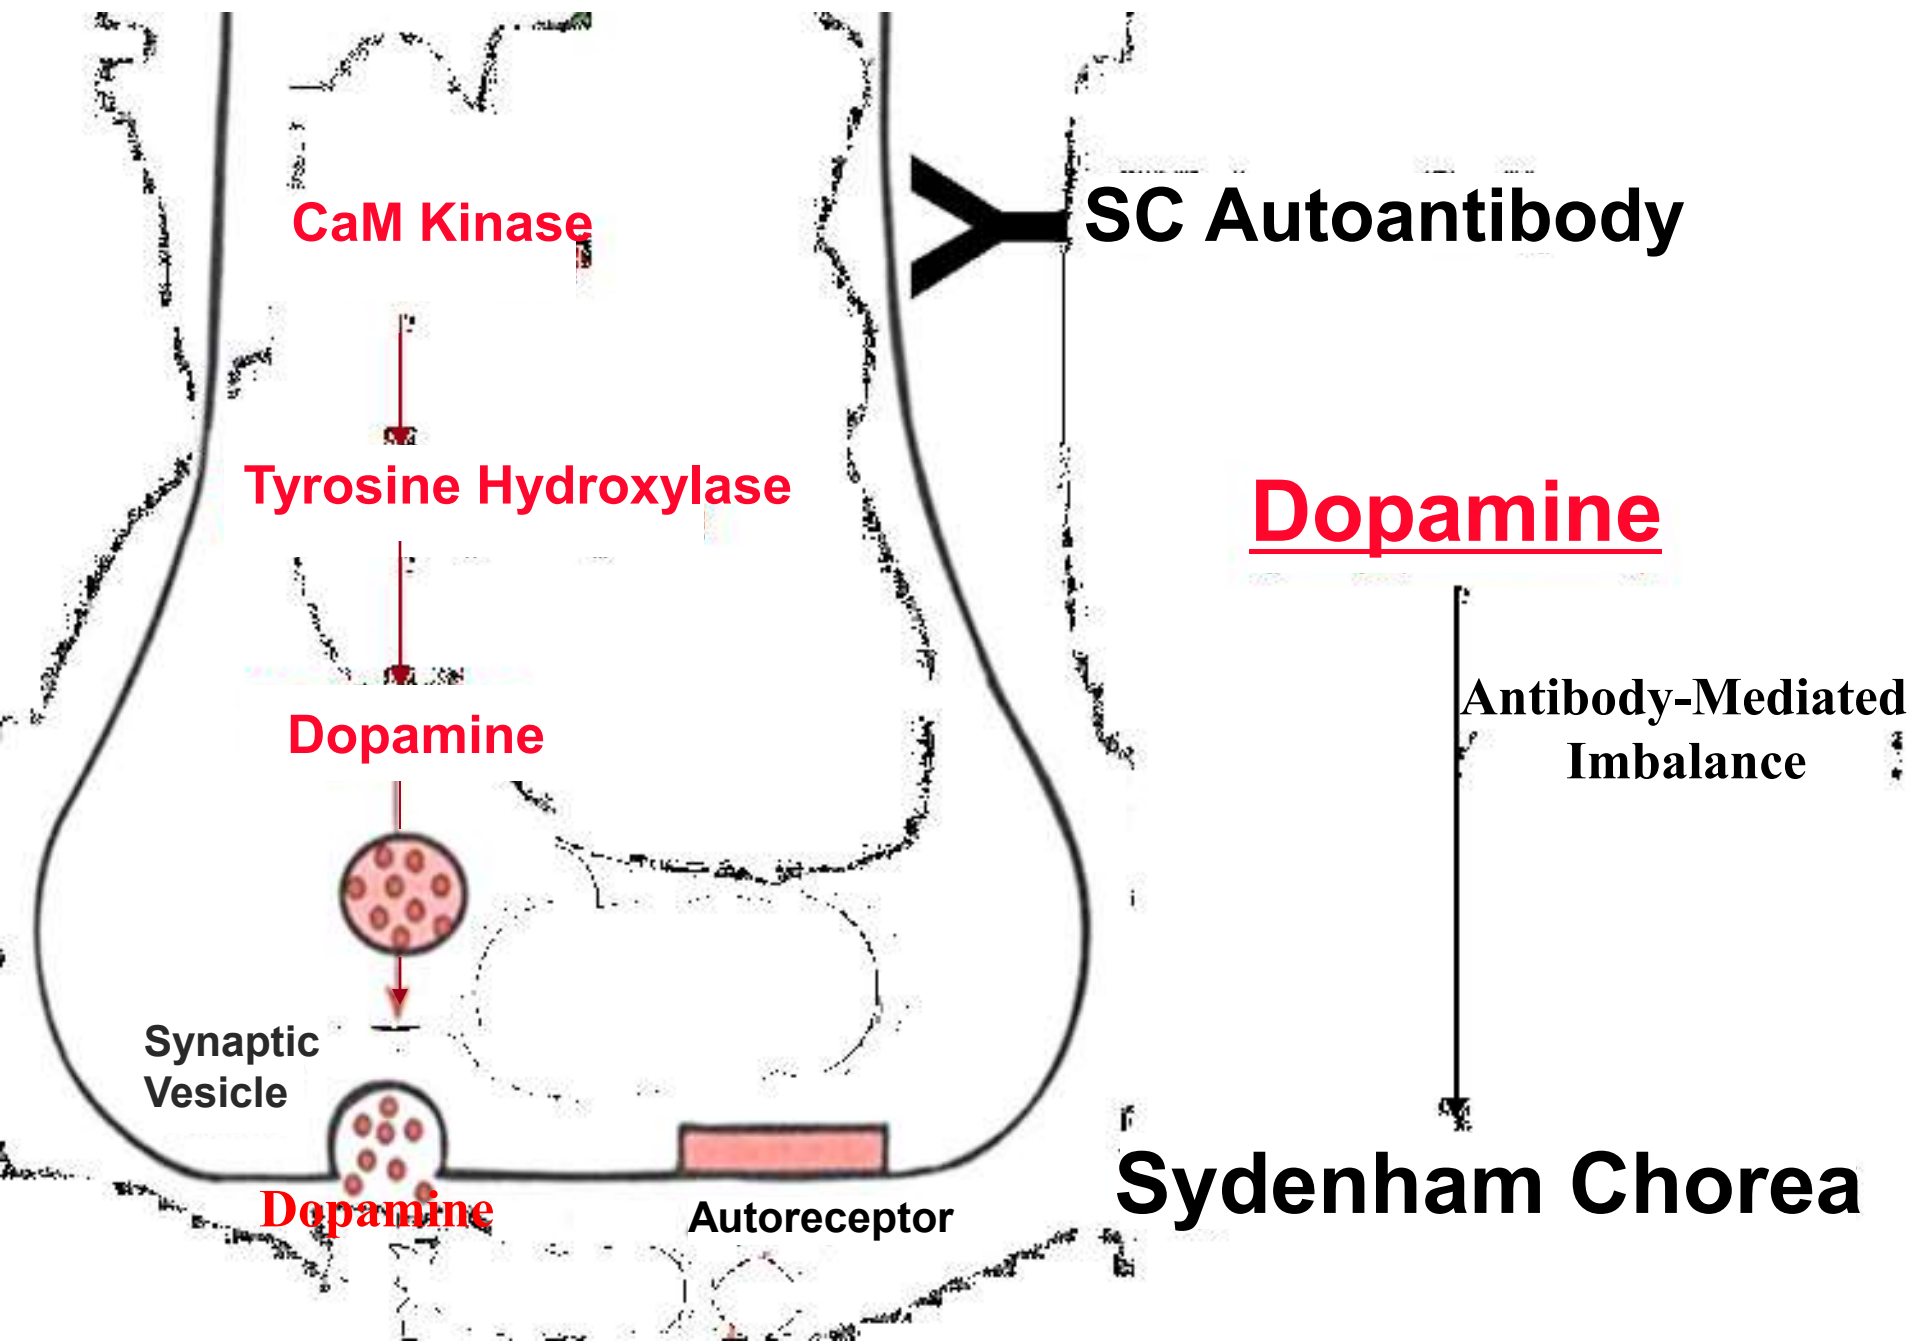 CaM Kinase
SC Autoantibody
Tyrosine Hydroxylase
Dopamine
Dopamine
Antibody-Mediated
Imbalance
Synaptic
Vesicle
Dopamine
Autoreceptor
Sydenham Chorea